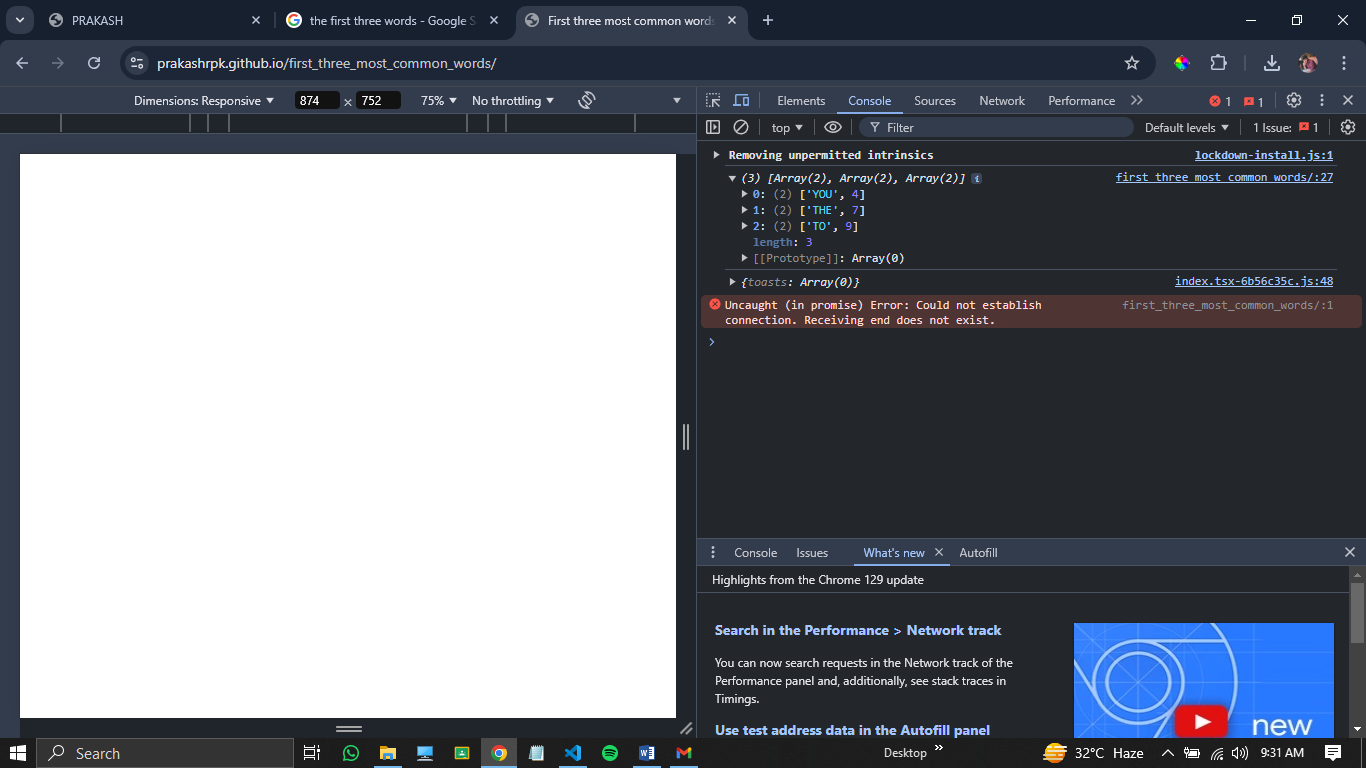 PRAKASH
the first three words - Google S
First three most common words
prakashrpk.github.io/first_three_most_common_words/
Dimensions: Responsive 874 x 752 75% No throttling
Elements Console Sources Network Performance 1 1
top Filter Default levels 1 Issue: 1
Removing unpermitted intrinsics lockdown-install.js:1
(3) [Array(2), Array(2), Array(2)] i first_three_most_common_words/:27
0: (2) ['YOU', 4]
1: (2) ['THE', 7]
2: (2) ['TO', 9]
length: 3
[[Prototype]]: Array(0)
{toasts: Array(0)} index.tsx-6b56c35c.js:48
Uncaught (in promise) Error: Could not establish first_three_most_common_words/:1
connection. Receiving end does not exist.
Console Issues What's new Autofill
Highlights from the Chrome 129 update
Search in the Performance > Network track
You can now search requests in the Network track of the
Performance panel and, additionally, see stack traces in
Timings.
Use test address data in the Autofill panel
new
Search
Desktop
32°C Haze
9:31 AM